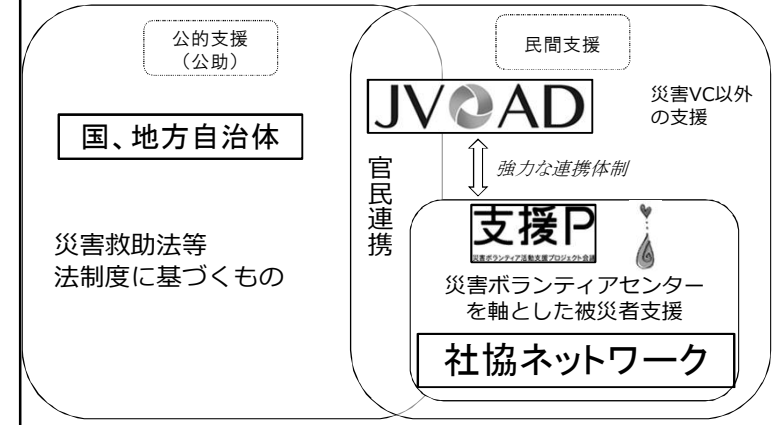 公的支援
（公助）
国、地方自治体
災害救助法等
法制度に基づくもの
官民連携
民間支援
JVOAD
災害VC以外
の支援
強力な連携体制
支援P
災害ボランティア活動支援プロジェクト会議
災害ボランティアセンター
を軸とした被災者支援
社協ネットワーク